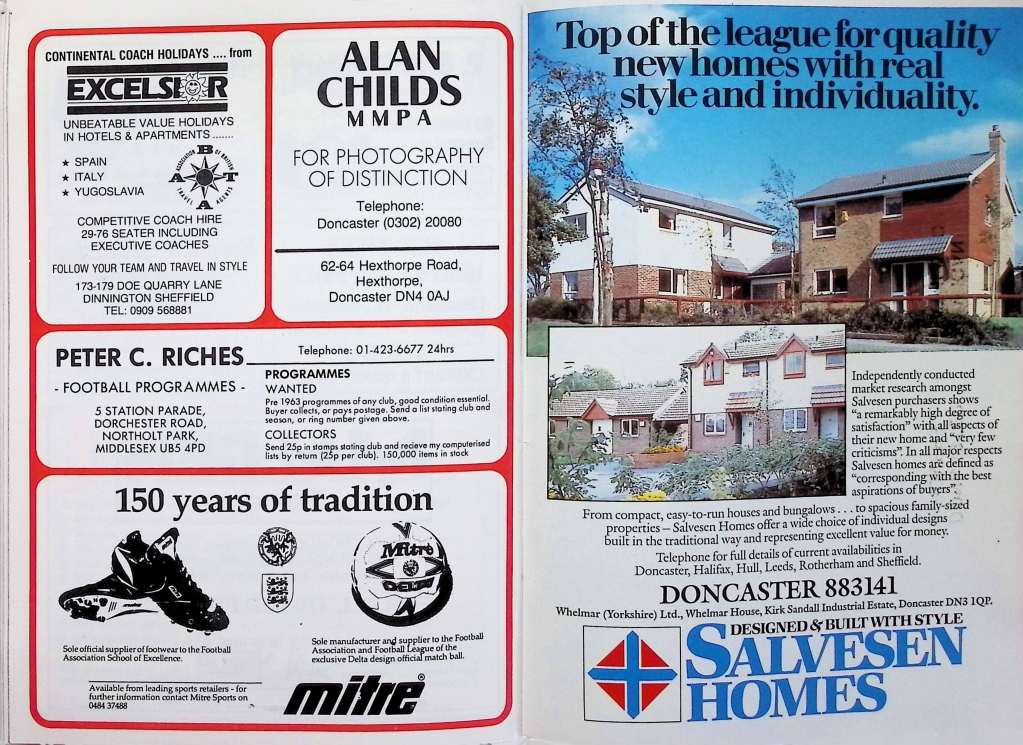 CONTINENTAL COACH HOLIDAYS .... from
EXCELSIOR
UNBEATABLE VALUE HOLIDAYS
IN HOTELS & APARTMENTS .......
★ SPAIN
★ ITALY
★ YUGOSLAVIA
ASSOCIATION OF BRITISH TRAVEL AGENTS
A B T A
COMPETITIVE COACH HIRE
29-76 SEATER INCLUDING
EXECUTIVE COACHES
FOLLOW YOUR TEAM AND TRAVEL IN STYLE
173-179 DOE QUARRY LANE
DINNINGTON SHEFFIELD
TEL: 0909 568881
ALAN
CHILDS
MMPA
FOR PHOTOGRAPHY
OF DISTINCTION
Telephone:
Doncaster (0302) 20080
62-64 Hexthorpe Road,
Hexthorpe,
Doncaster DN4 0AJ
PETER C. RICHES
Telephone: 01-423-6677 24hrs
- FOOTBALL PROGRAMMES -
5 STATION PARADE,
DORCHESTER ROAD,
NORTHOLT PARK,
MIDDLESEX UB5 4PD
PROGRAMMES
WANTED
Pre 1963 programmes of any club, good condition essential.
Buyer collects, or pays postage. Send a list stating club and
season, or ring number given above.
COLLECTORS
Send 25p in stamps stating club and recieve my computerised
lists by return (25p per club). 150,000 items in stock
150 years of tradition
mitre
Mitre
DELTA
Sole official supplier of footwear to the Football
Association School of Excellence.
Sole manufacturer and supplier to the Football
Association and Football League of the
exclusive Delta design official match ball.
Available from leading sports retailers - for
further information contact Mitre Sports on
0484 37488
mitre®
Top of the league for quality
new homes with real
style and individuality.
Independently conducted
market research amongst
Salvesen purchasers shows
"a remarkably high degree of
satisfaction" with all aspects of
their new home and "very few
criticisms". In all major respects
Salvesen homes are defined as
"corresponding with the best
aspirations of buyers".
From compact, easy-to-run houses and bungalows . . . to spacious family-sized
properties – Salvesen Homes offer a wide choice of individual designs
built in the traditional way and representing excellent value for money.
Telephone for full details of current availabilities in
Doncaster, Halifax, Hull, Leeds, Rotherham and Sheffield.
DONCASTER 883141
Whelmar (Yorkshire) Ltd., Whelmar House, Kirk Sandall Industrial Estate, Doncaster DN3 1QP.
DESIGNED & BUILT WITH STYLE
SALVESEN
HOMES